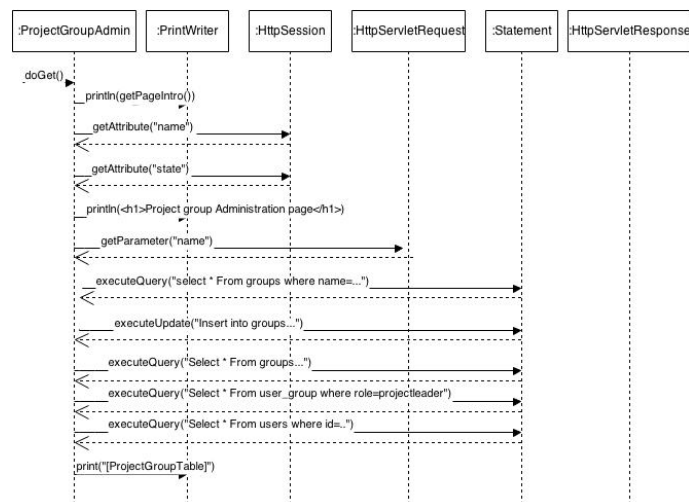 :ProjectGroupAdmin :PrintWriter :HttpSession :HttpServletRequest :Statement :HttpServletResponse
doGet()
println(getPageIntro())
getAttribute("name")
getAttribute("state")
println(<h1>Project group Administration page</h1>)
getParameter("name")
executeQuery("select * From groups where name=...")
executeUpdate("Insert into groups...")
executeQuery("Select * From groups...")
executeQuery("Select * From user_group where role=projectleader")
executeQuery("Select * From users where id=..")
print("[ProjectGroupTable]")